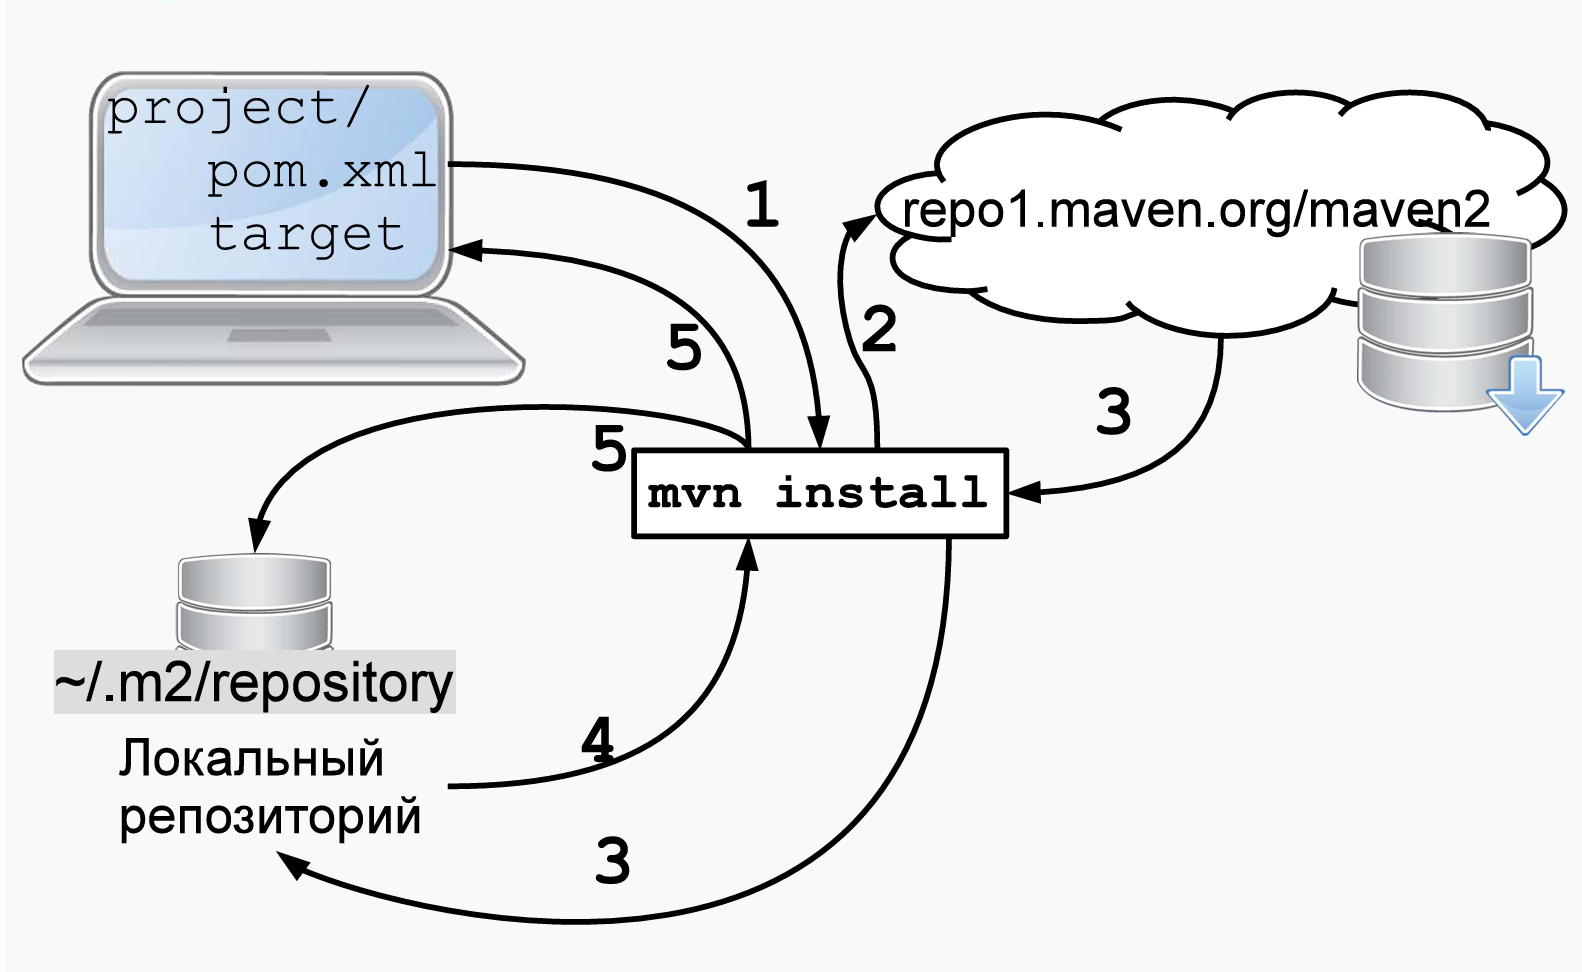 project/
pom.xml
target
1
repo1.maven.org/maven2
2
5
3
5
mvn install
~/.m2/repository
4
Локальный
репозиторий
3